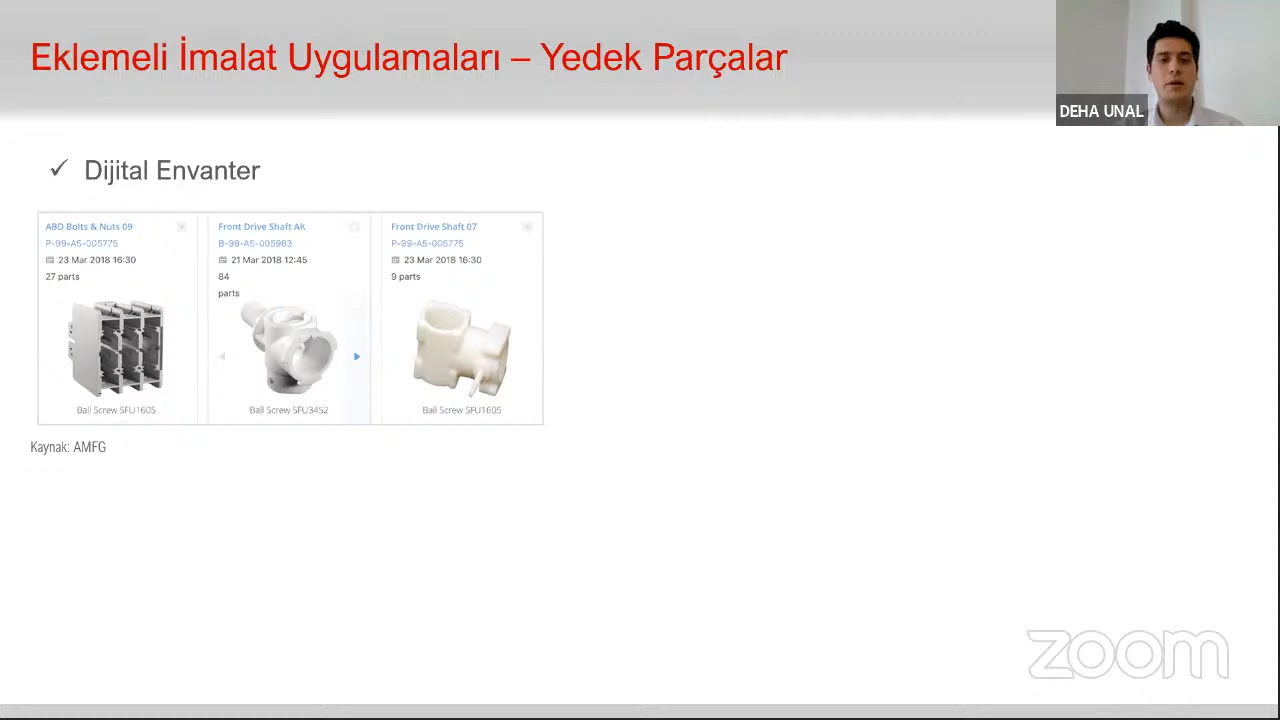 Eklemeli İmalat Uygulamaları – Yedek Parçalar
DEHA UNAL
✓ Dijital Envanter
ABD Bolts & Nuts 09
P-99-A5-005775
23 Mar 2018 16:30
27 parts
Ball Screw SFU1605
Front Drive Shaft AK
B-99-A5-005983
21 Mar 2018 12:45
84
parts
Ball Screw SFU3452
Front Drive Shaft 07
P-99-A5-005775
23 Mar 2018 16:30
9 parts
Ball Screw SFU1605
Kaynak: AMFG
zoom